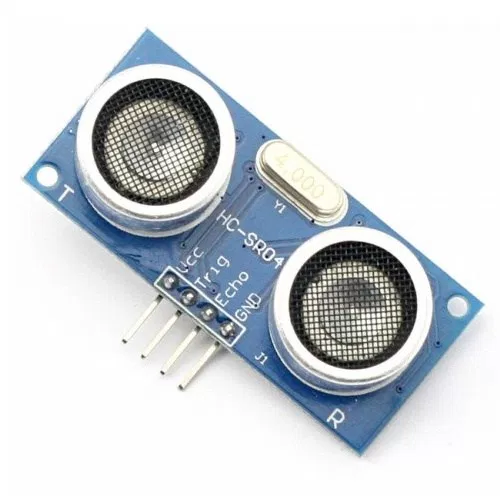 T
4.000
Y1
HC-SR04
Vcc
Trig
Echo
GND
J1
R